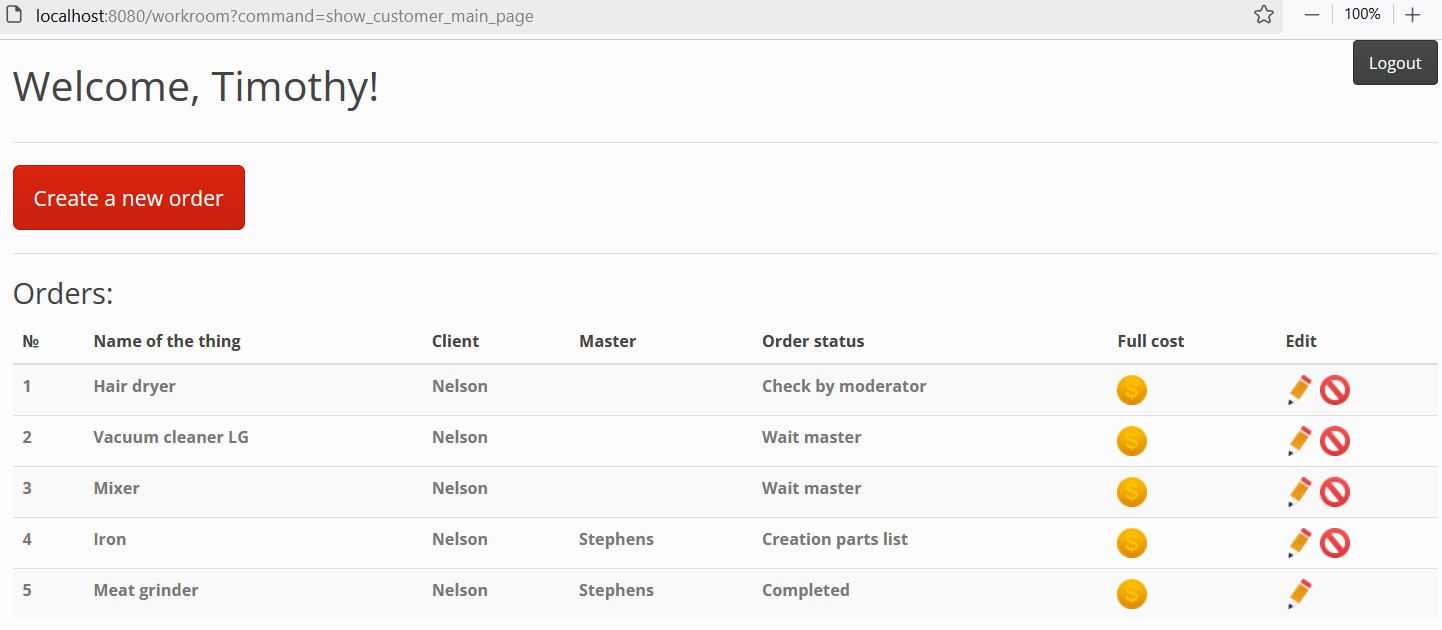 localhost:8080/workroom?command=show_customer_main_page 100%
Logout
Welcome, Timothy!
Create a new order
Orders:
№ Name of the thing Client Master Order status Full cost Edit
1 Hair dryer Nelson Check by moderator $
2 Vacuum cleaner LG Nelson Wait master $
3 Mixer Nelson Wait master $
4 Iron Nelson Stephens Creation parts list $
5 Meat grinder Nelson Stephens Completed $